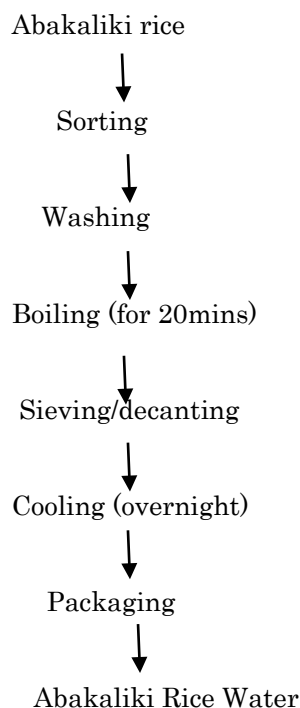 Abakaliki rice
Sorting
Washing
Boiling (for 20mins)
Sieving/decanting
Cooling (overnight)
Packaging
Abakaliki Rice Water